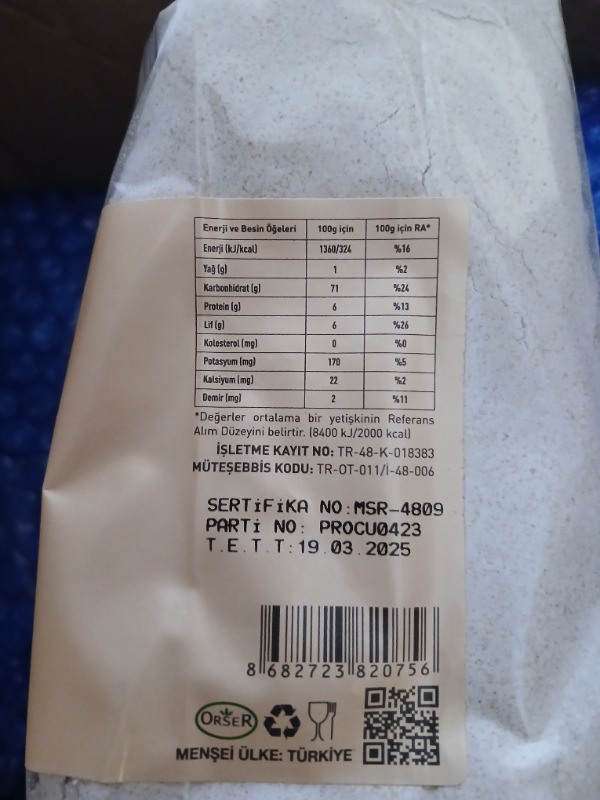 Enerji ve Besin Öğeleri 100g için 100g için RA*
Enerji (kJ/kcal) 1360/324 %16
Yağ (g) 1 %2
Karbonhidrat (g) 71 %24
Protein (g) 6 %13
Lif (g) 6 %26
Kolesterol (mg) 0 %0
Potasyum (mg) 170 %5
Kalsiyum (mg) 22 %2
Demir (mg) 2 %11
*Değerler ortalama bir yetişkinin Referans
Alım Düzeyini belirtir. (8400 kJ/2000 kcal)
İŞLETME KAYIT NO: TR-48-K-018383
MÜTEŞEBBİS KODU: TR-OT-011/İ-48-006
SERTİFİKA NO:MSR-4809
PARTİ NO: PROCU0423
T.E.T.T:19.03.2025
8 682723 820756
ORSER
MENŞEİ ÜLKE: TÜRKİYE